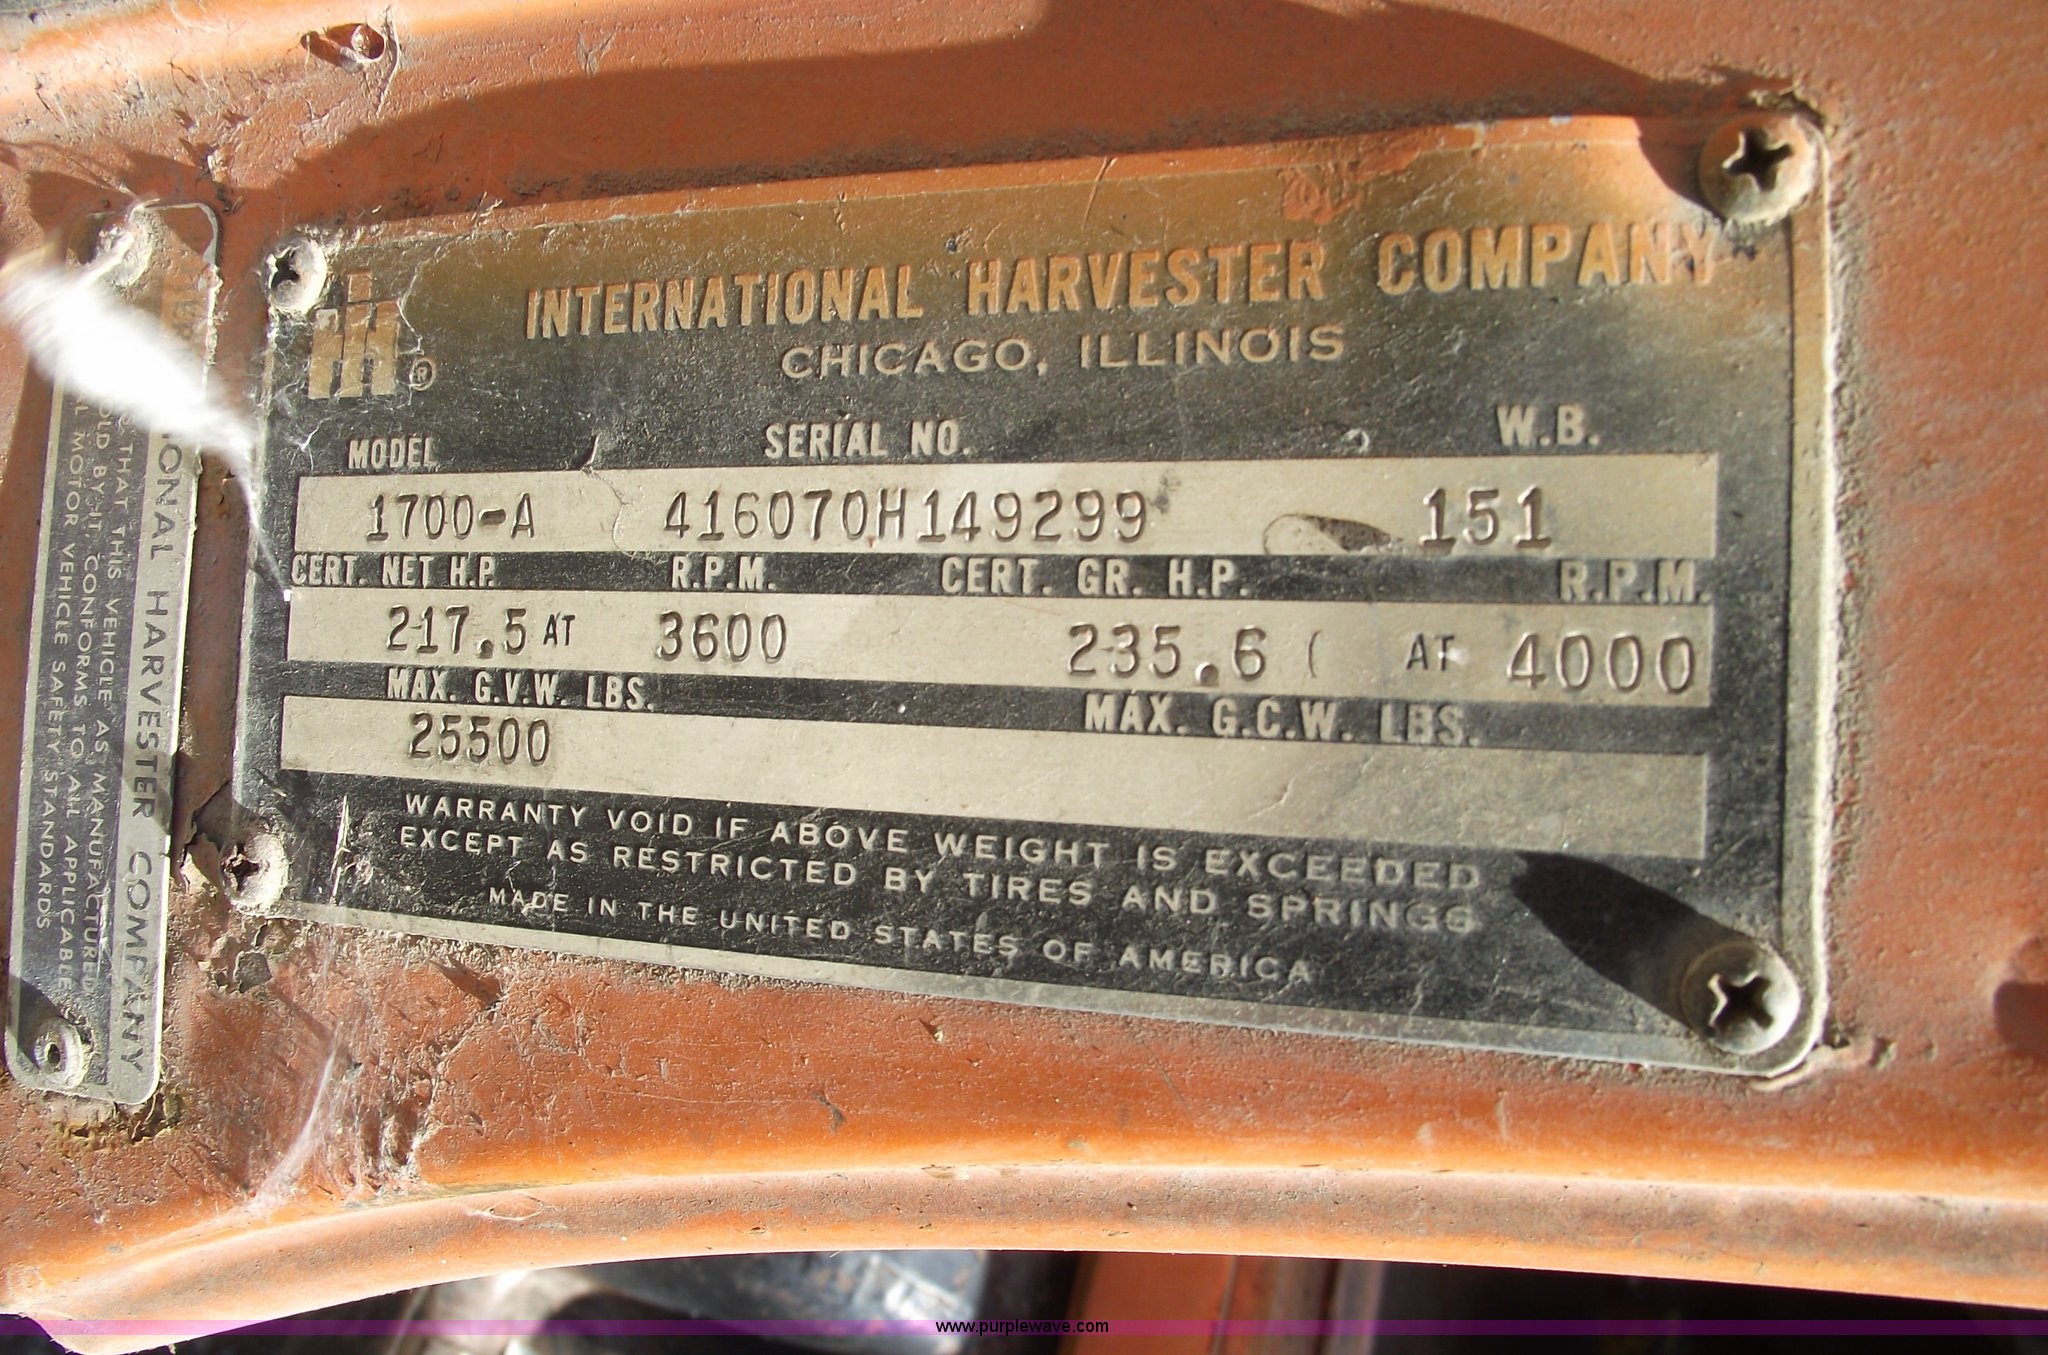 IH ®
INTERNATIONAL HARVESTER COMPANY
CHICAGO, ILLINOIS
MODEL SERIAL NO. W.B.
1700-A 416070H149299 151
CERT. NET H.P. R.P.M. CERT. GR. H.P. R.P.M.
217.5 AT 3600 235.6 AT 4000
MAX. G.V.W. LBS. MAX. G.C.W. LBS.
25500
WARRANTY VOID IF ABOVE WEIGHT IS EXCEEDED
EXCEPT AS RESTRICTED BY TIRES AND SPRINGS
MADE IN THE UNITED STATES OF AMERICA
HARVESTER COMPANY
THAT THIS VEHICLE AS MANUFACTURED
BY IT, CONFORMS TO ALL APPLICABLE
MOTOR VEHICLE SAFETY STANDARDS
www.purplewave.com